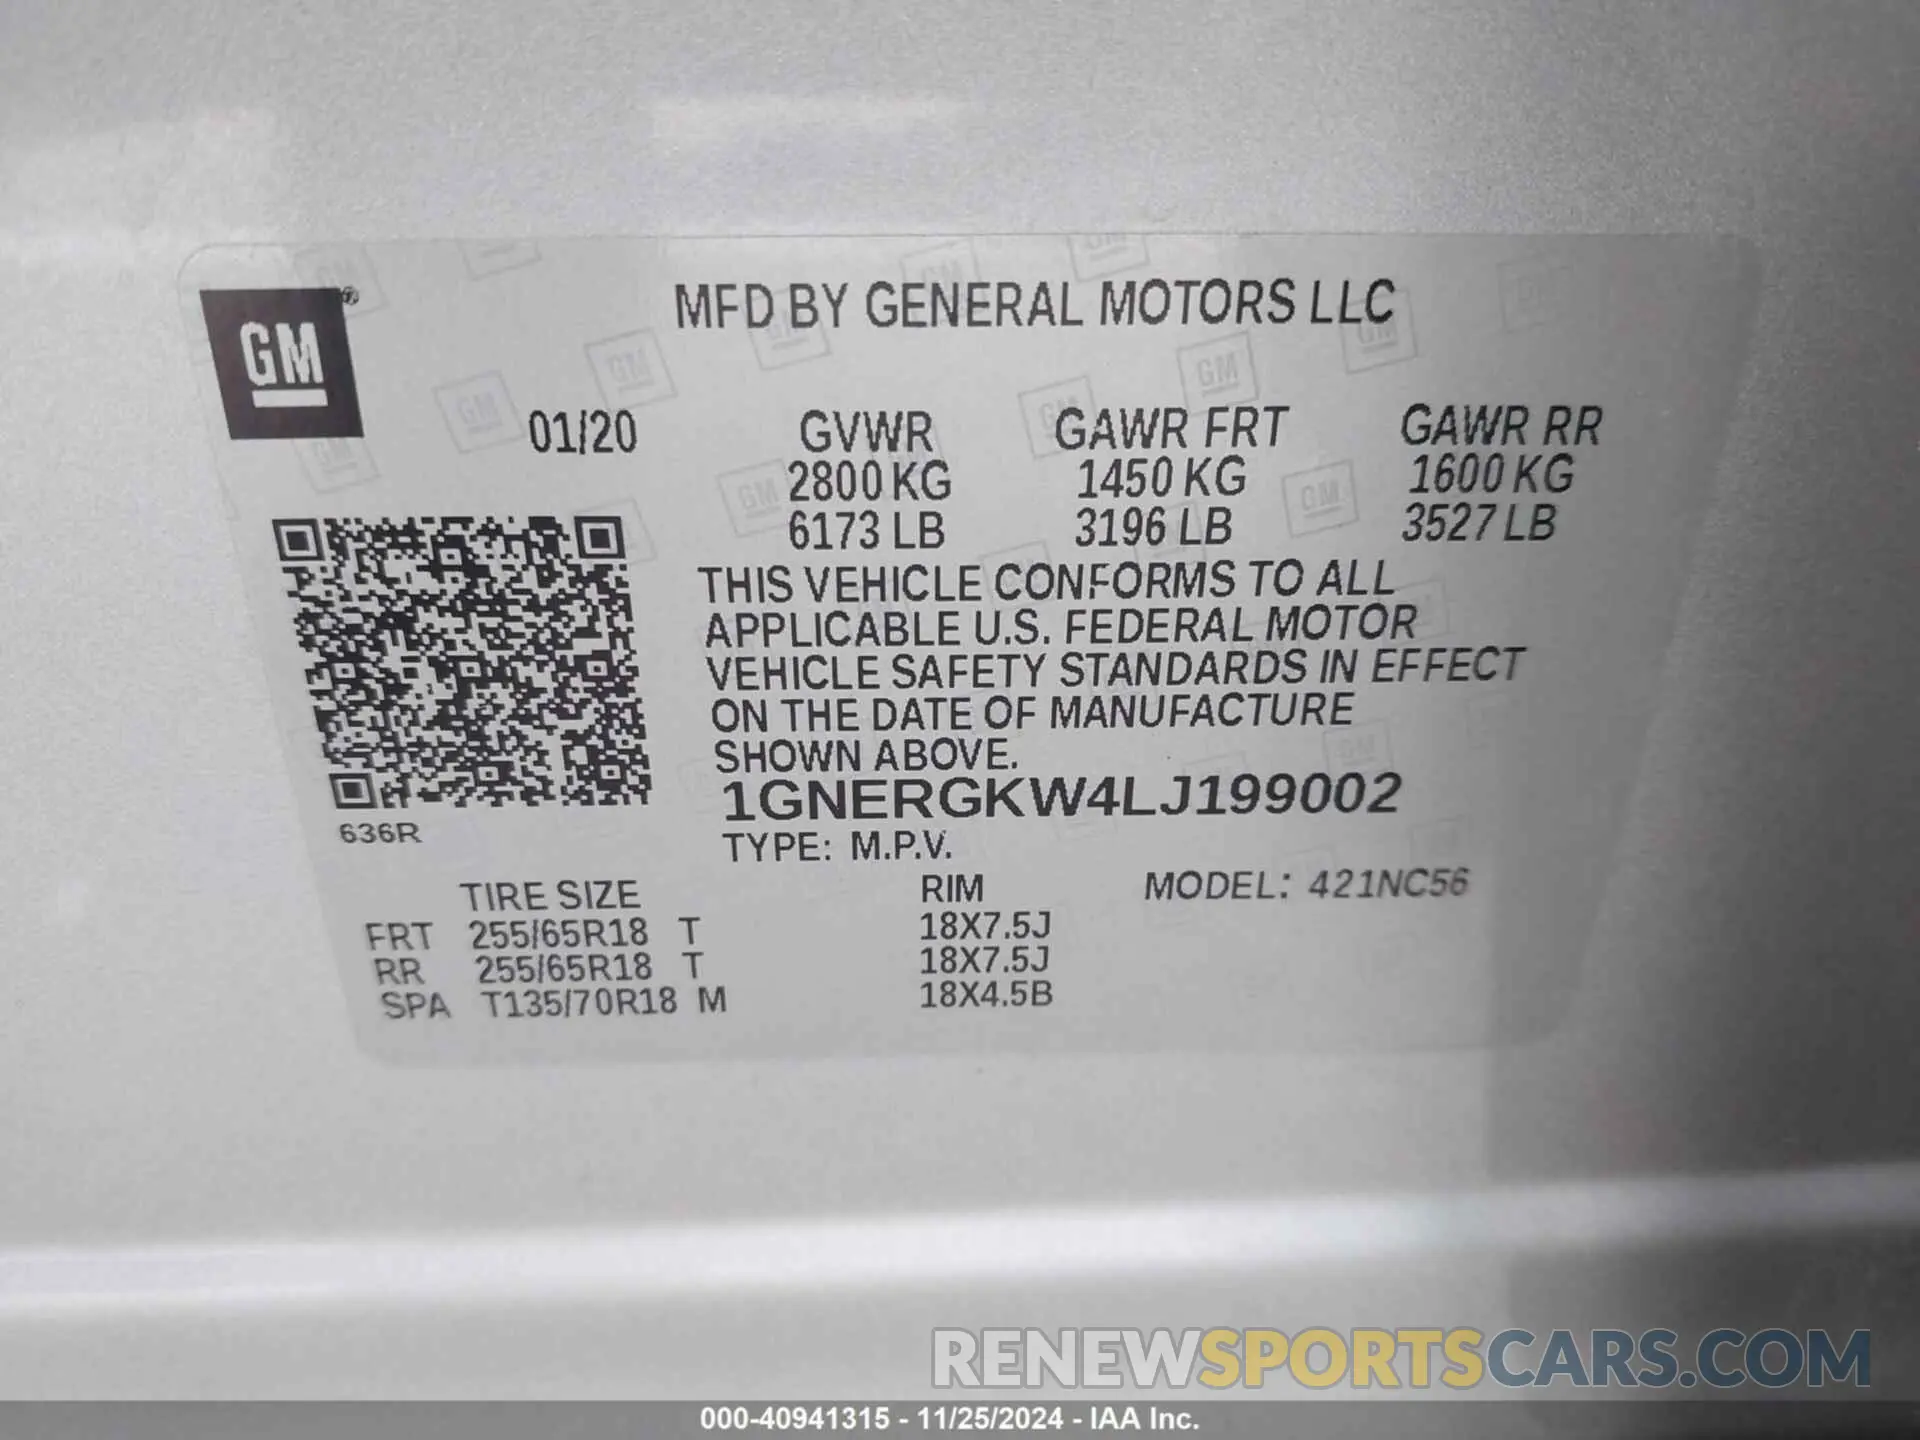 GM ®
MFD BY GENERAL MOTORS LLC
01/20 GVWR GAWR FRT GAWR RR
2800 KG 1450 KG 1600 KG
6173 LB 3196 LB 3527 LB
THIS VEHICLE CONFORMS TO ALL
APPLICABLE U.S. FEDERAL MOTOR
VEHICLE SAFETY STANDARDS IN EFFECT
ON THE DATE OF MANUFACTURE
SHOWN ABOVE.
1GNERGKW4LJ199002
636R
TYPE: M.P.V.
TIRE SIZE RIM MODEL: 421NC56
FRT 255/65R18 T 18X7.5J
RR 255/65R18 T 18X7.5J
SPA T135/70R18 M 18X4.5B
RENEWSPORTSCARS.COM
000-40941315 - 11/25/2024 - IAA Inc.